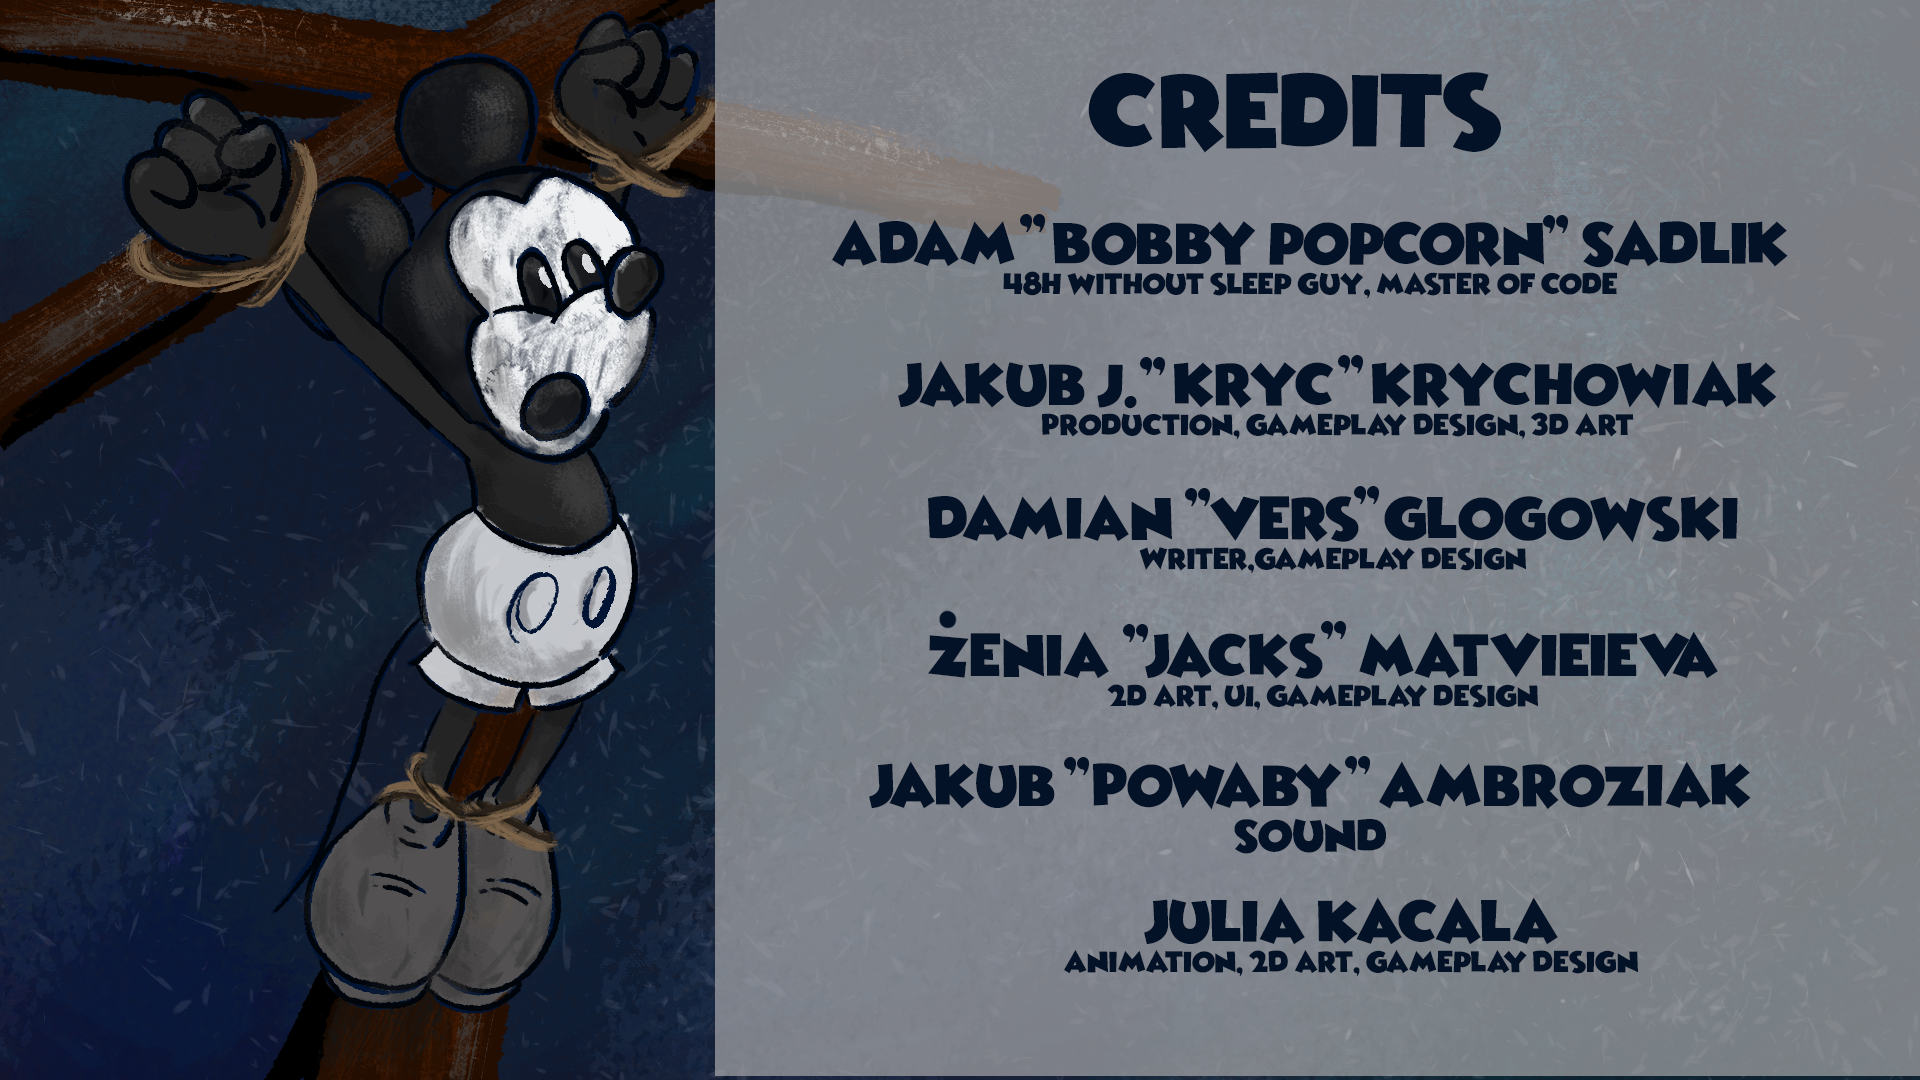 CREDITS
ADAM "BOBBY POPCORN" SADLIK
48H WITHOUT SLEEP GUY, MASTER OF CODE
JAKUB J. "KRYC" KRYCHOWIAK
PRODUCTION, GAMEPLAY DESIGN, 3D ART
DAMIAN "VERS" GLOGOWSKI
WRITER,GAMEPLAY DESIGN
ŻENIA "JACKS" MATVIEIEVA
2D ART, UI, GAMEPLAY DESIGN
JAKUB "POWABY" AMBROZIAK
SOUND
JULIA KACALA
ANIMATION, 2D ART, GAMEPLAY DESIGN